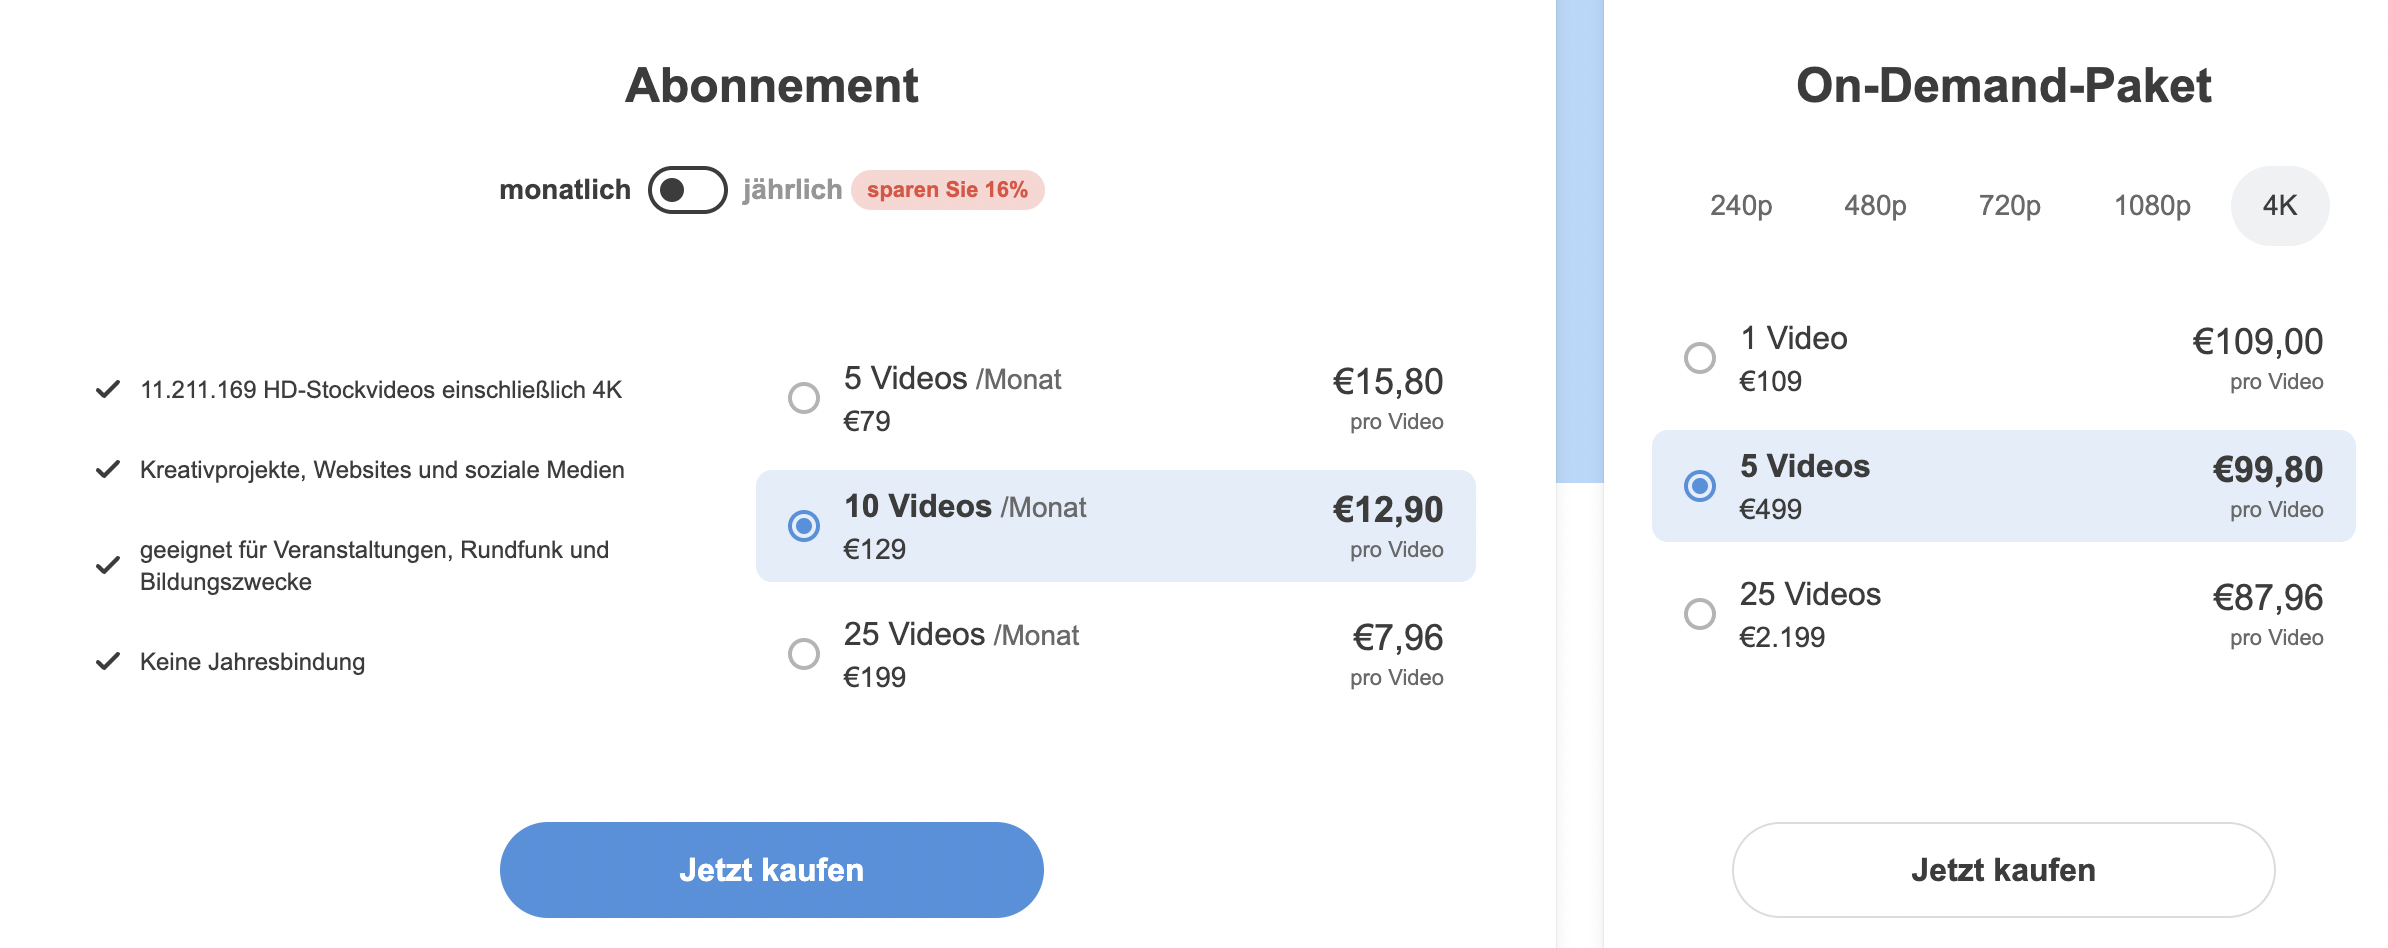 Abonnement
monatlich jährlich sparen Sie 16%
11.211.169 HD-Stockvideos einschließlich 4K
Kreativprojekte, Websites und soziale Medien
geeignet für Veranstaltungen, Rundfunk und
Bildungszwecke
Keine Jahresbindung
5 Videos /Monat €15,80
€79 pro Video
10 Videos /Monat €12,90
€129 pro Video
25 Videos /Monat €7,96
€199 pro Video
Jetzt kaufen
On-Demand-Paket
240p 480p 720p 1080p 4K
1 Video €109,00
€109 pro Video
5 Videos €99,80
€499 pro Video
25 Videos €87,96
€2.199 pro Video
Jetzt kaufen